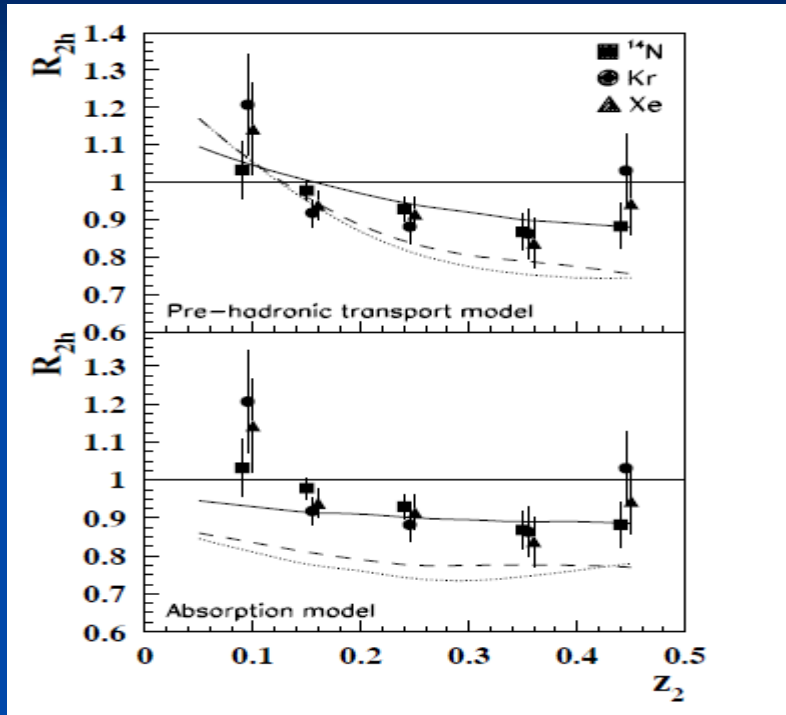 R2h
1.4
1.3
1.2
1.1
1
0.9
0.8
0.7
0.6
14N
Kr
Xe
Pre-hadronic transport model
R2h
1.3
1.2
1.1
1
0.9
0.8
0.7
0.6
Absorption model
0 0.1 0.2 0.3 0.4 0.5
z2